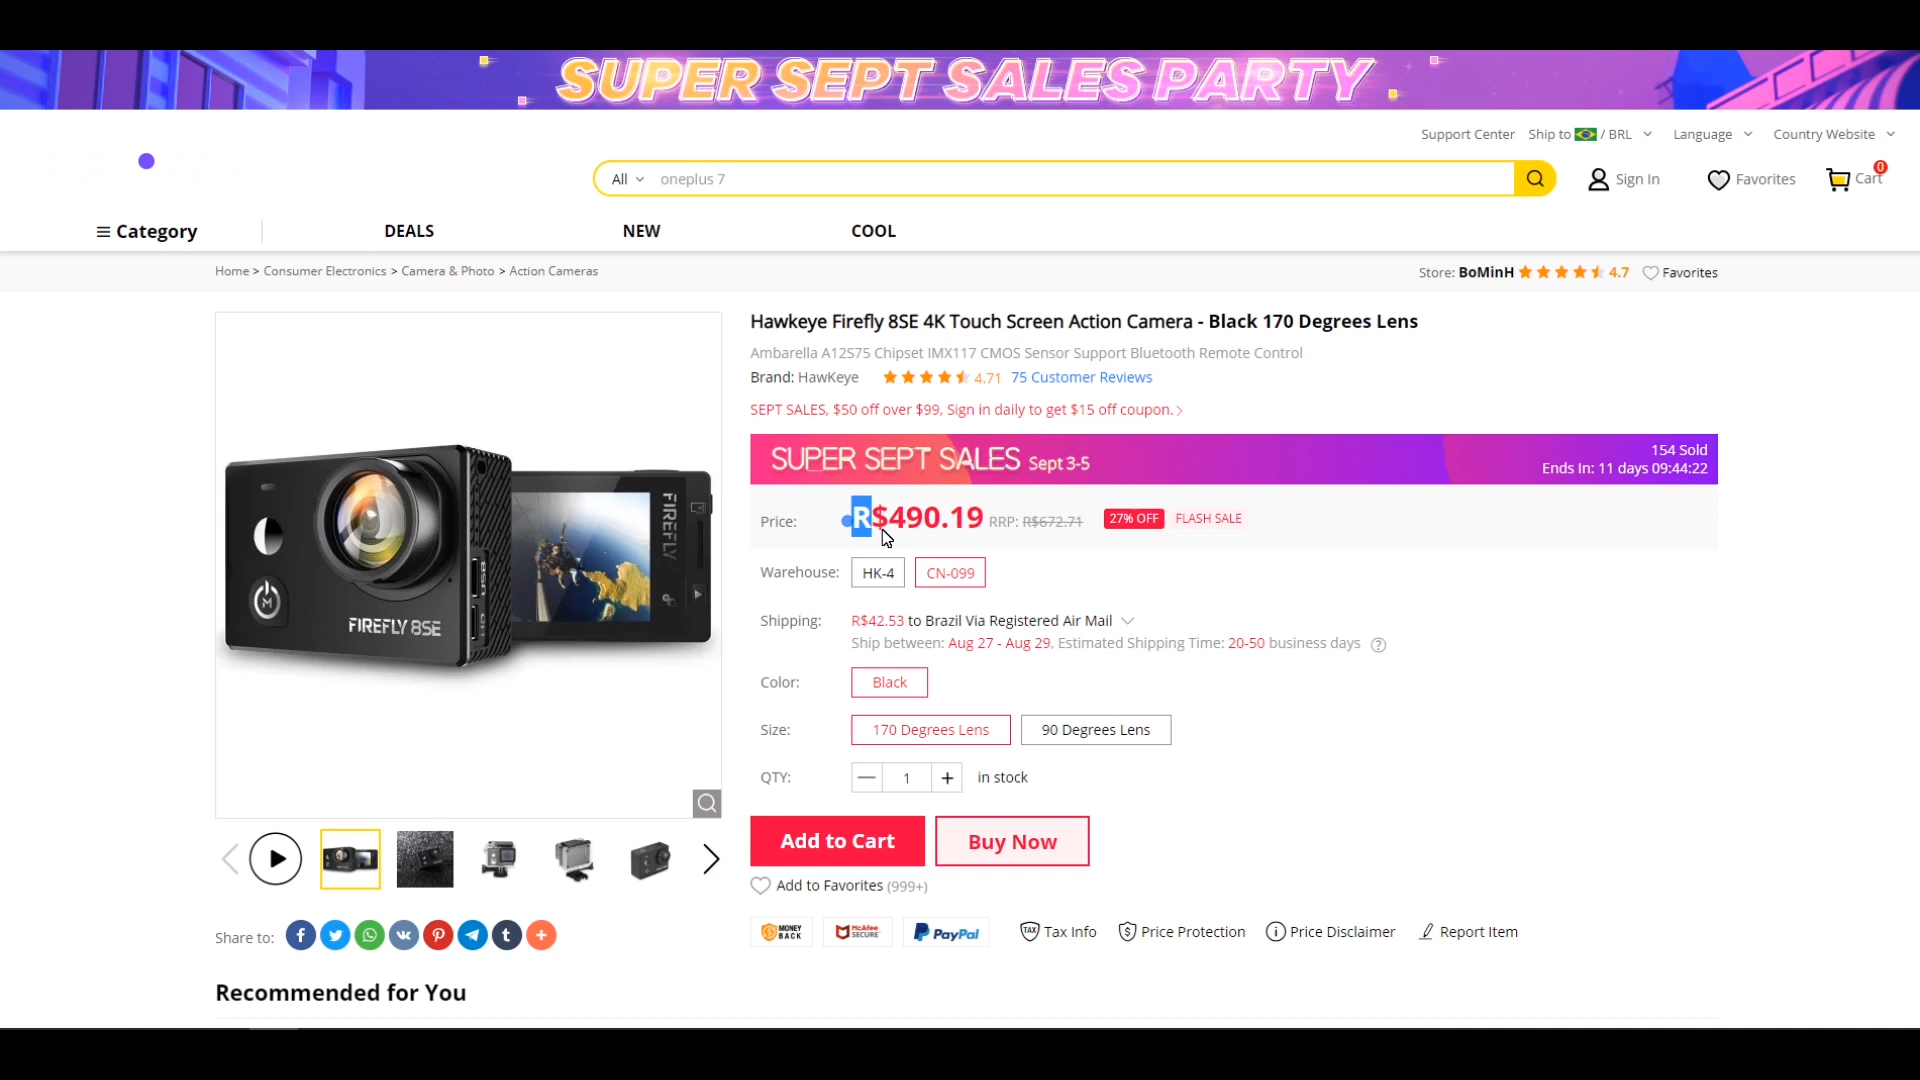 SUPER SEPT SALES PARTY
Support Center Ship to / BRL Language Country Website
All oneplus 7
Sign In Favorites Cart 0
Category DEALS NEW COOL
Home > Consumer Electronics > Camera & Photo > Action Cameras
Store: BoMinH 4.7 Favorites
Hawkeye Firefly 8SE 4K Touch Screen Action Camera - Black 170 Degrees Lens
Ambarella A12S75 Chipset IMX117 CMOS Sensor Support Bluetooth Remote Control
Brand: HawKeye 4.71 75 Customer Reviews
SEPT SALES, $50 off over $99, Sign in daily to get $15 off coupon.
SUPER SEPT SALES Sept 3-5
154 Sold
Ends In: 11 days 09:44:22
Price: R$490.19 RRP: R$672.71 27% OFF FLASH SALE
Warehouse: HK-4 CN-099
Shipping: R$42.53 to Brazil Via Registered Air Mail
Ship between: Aug 27 - Aug 29, Estimated Shipping Time: 20-50 business days ?
Color: Black
Size: 170 Degrees Lens 90 Degrees Lens
QTY: 1 in stock
Add to Cart Buy Now
Add to Favorites (999+)
MONEY BACK McAfee SECURE PayPal TAX Tax Info Price Protection Price Disclaimer Report Item
FIREFLY
USB
HD
M
FIREFLY 8SE
Share to:
Recommended for You